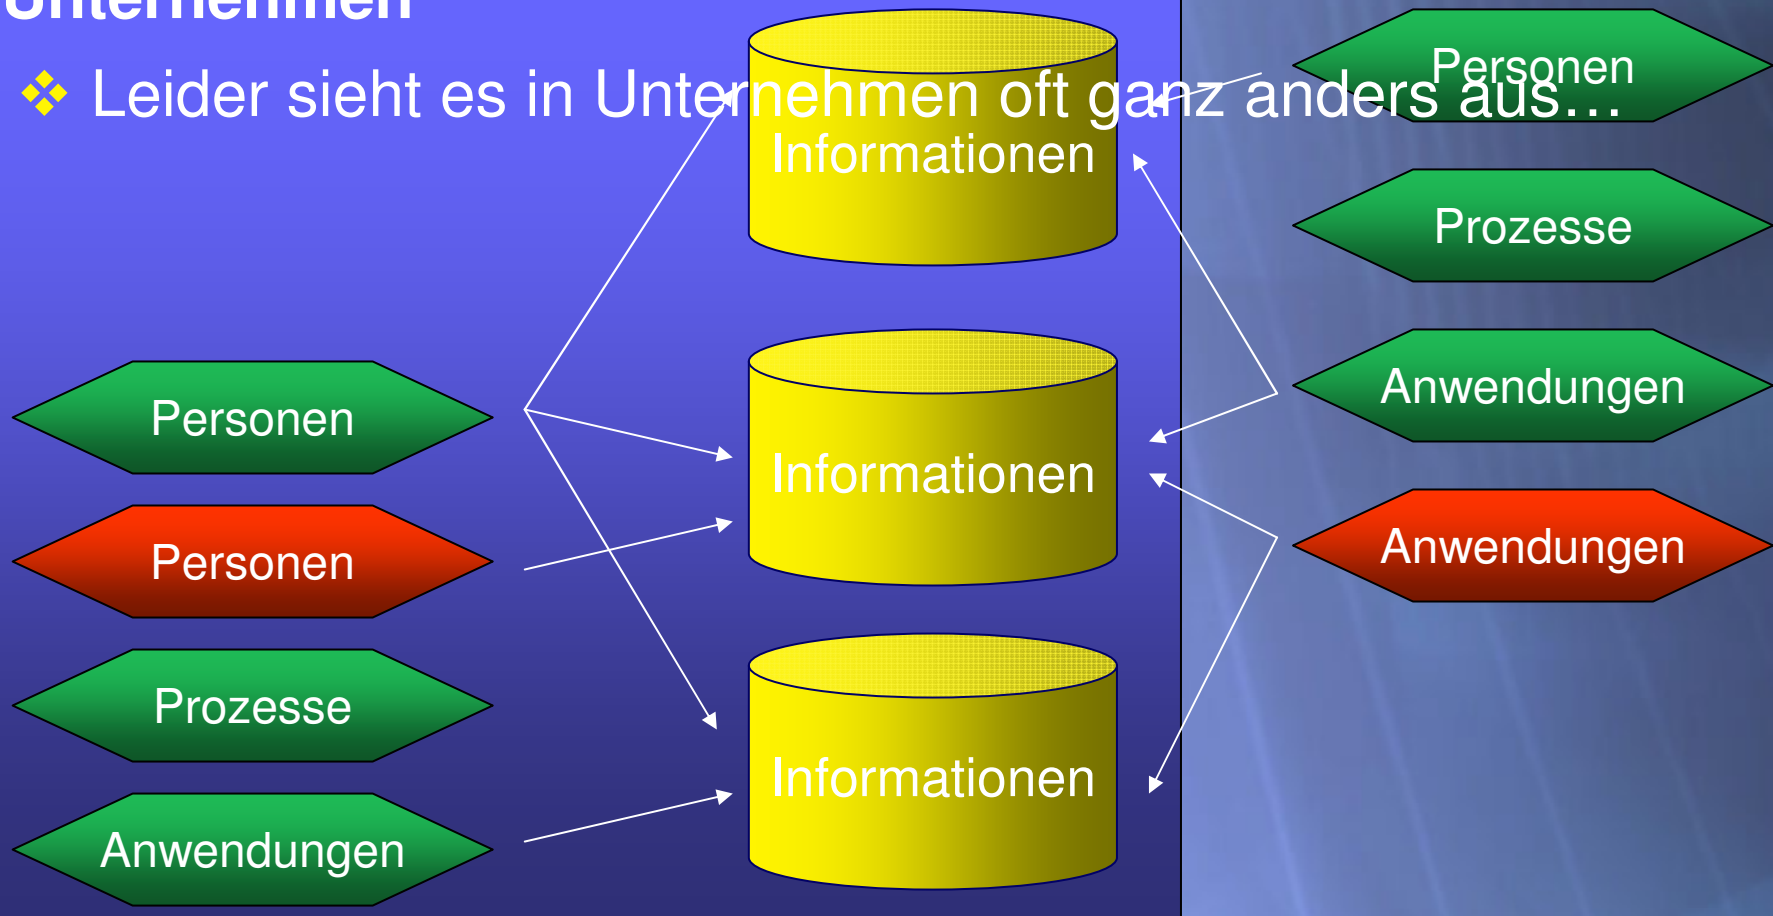 Unternehmen
Leider sieht es in Unternehmen oft ganz anders aus…
Personen
Informationen
Prozesse
Anwendungen
Personen
Informationen
Anwendungen
Personen
Prozesse
Informationen
Anwendungen